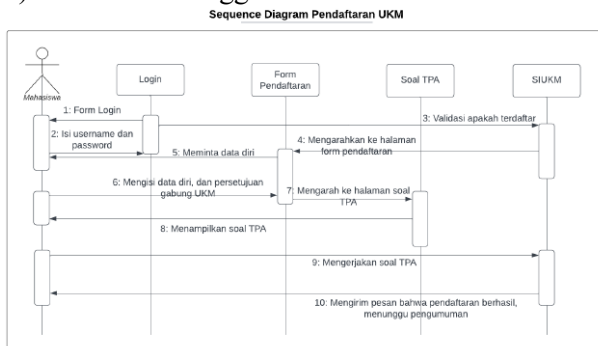 Sequence Diagram Pendaftaran UKM
Mahasiswa
Login
Form
Pendaftaran
Soal TPA
SIUKM
1: Form Login
2: Isi username dan
password
3: Validasi apakah terdaftar
4: Mengarahkan ke halaman
form pendaftaran
5: Meminta data diri
6: Mengisi data diri, dan persetujuan
gabung UKM
7: Mengarah ke halaman soal
TPA
8: Menampilkan soal TPA
9: Mengerjakan soal TPA
10: Mengirim pesan bahwa pendaftaran berhasil,
menunggu pengumuman